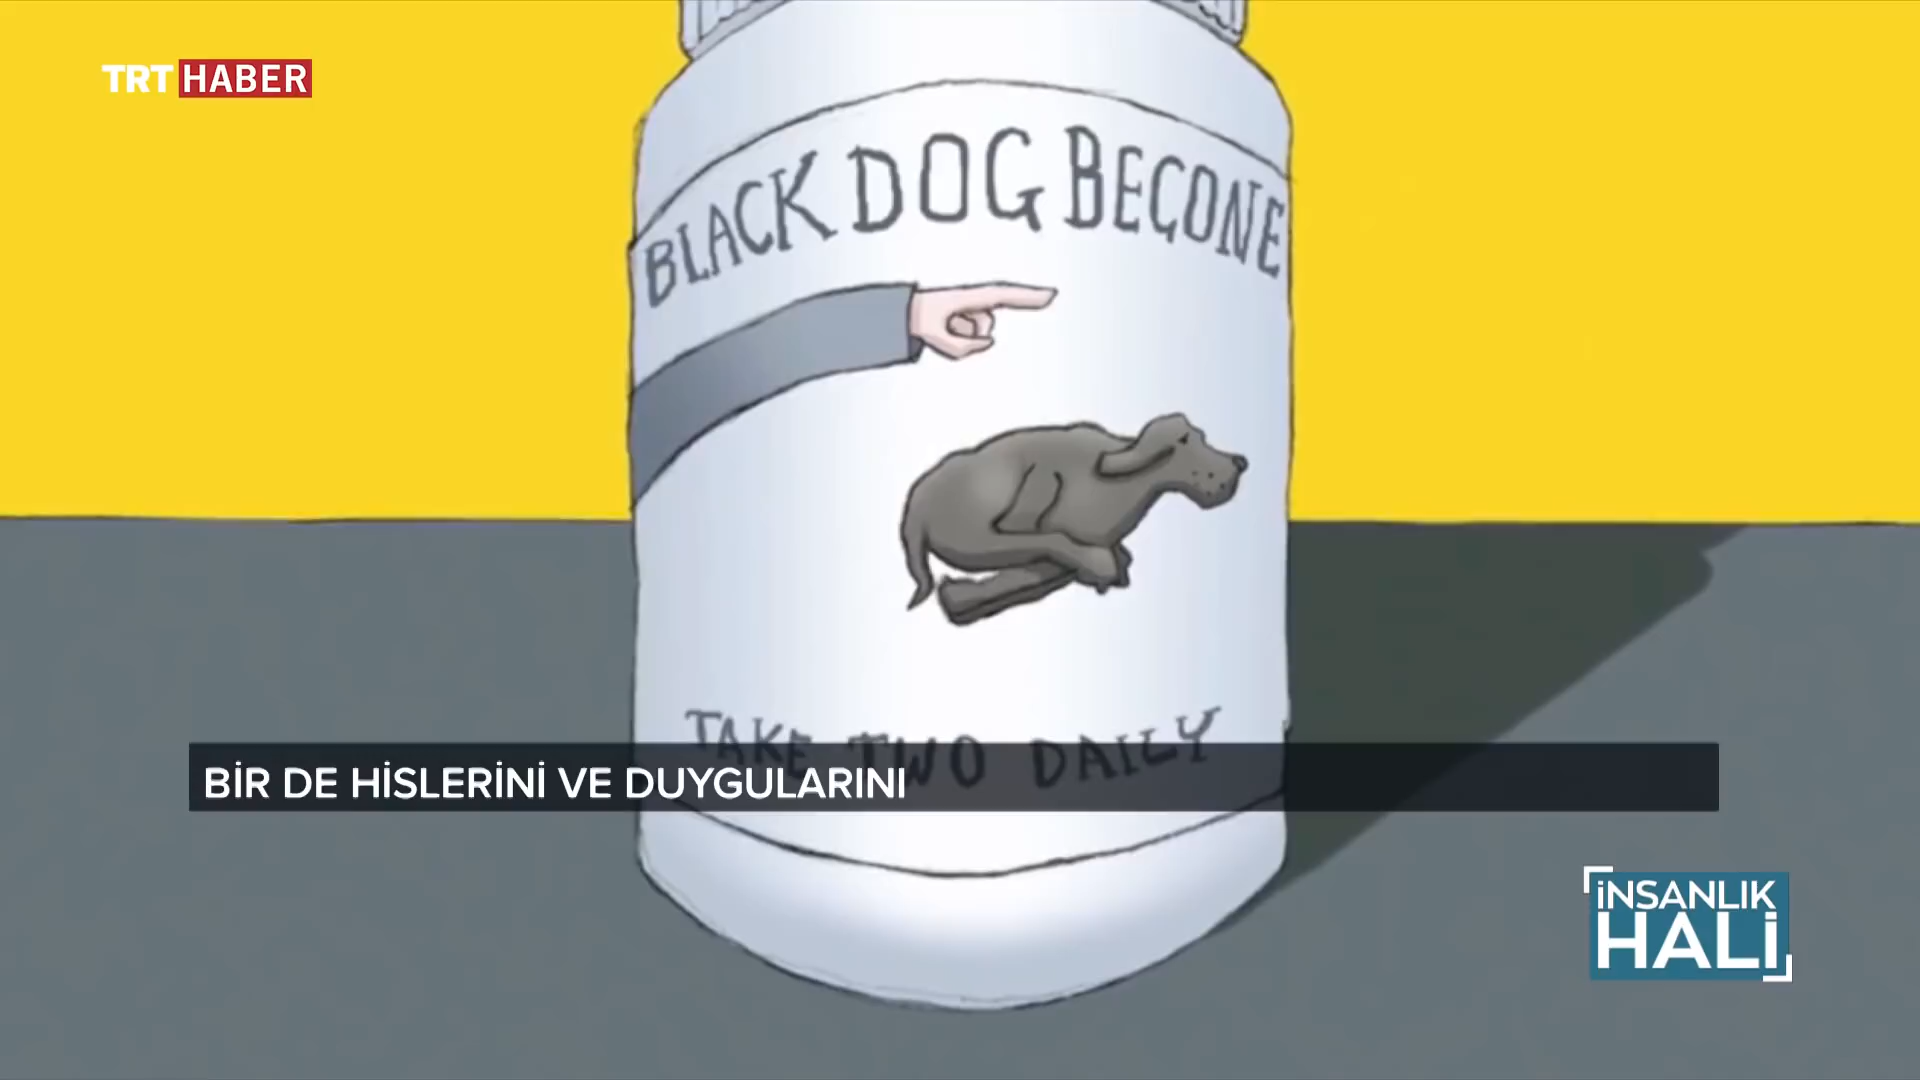 TRT HABER
BLACK DOG BEGONE
TAKE TWO DAILY
BİR DE HİSLERİNİ VE DUYGULARINI
İNSANLIK
HALİ